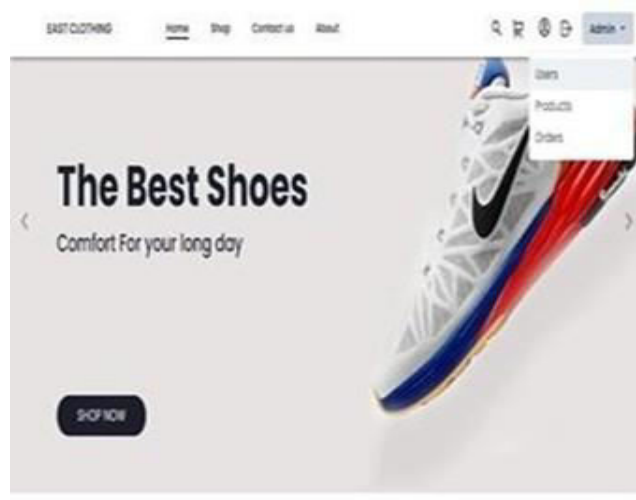 EAST CLOTHING Home Shop Contact us About Admin
Users
Products
Orders
The Best Shoes
Comfort For your long day
SHOP NOW